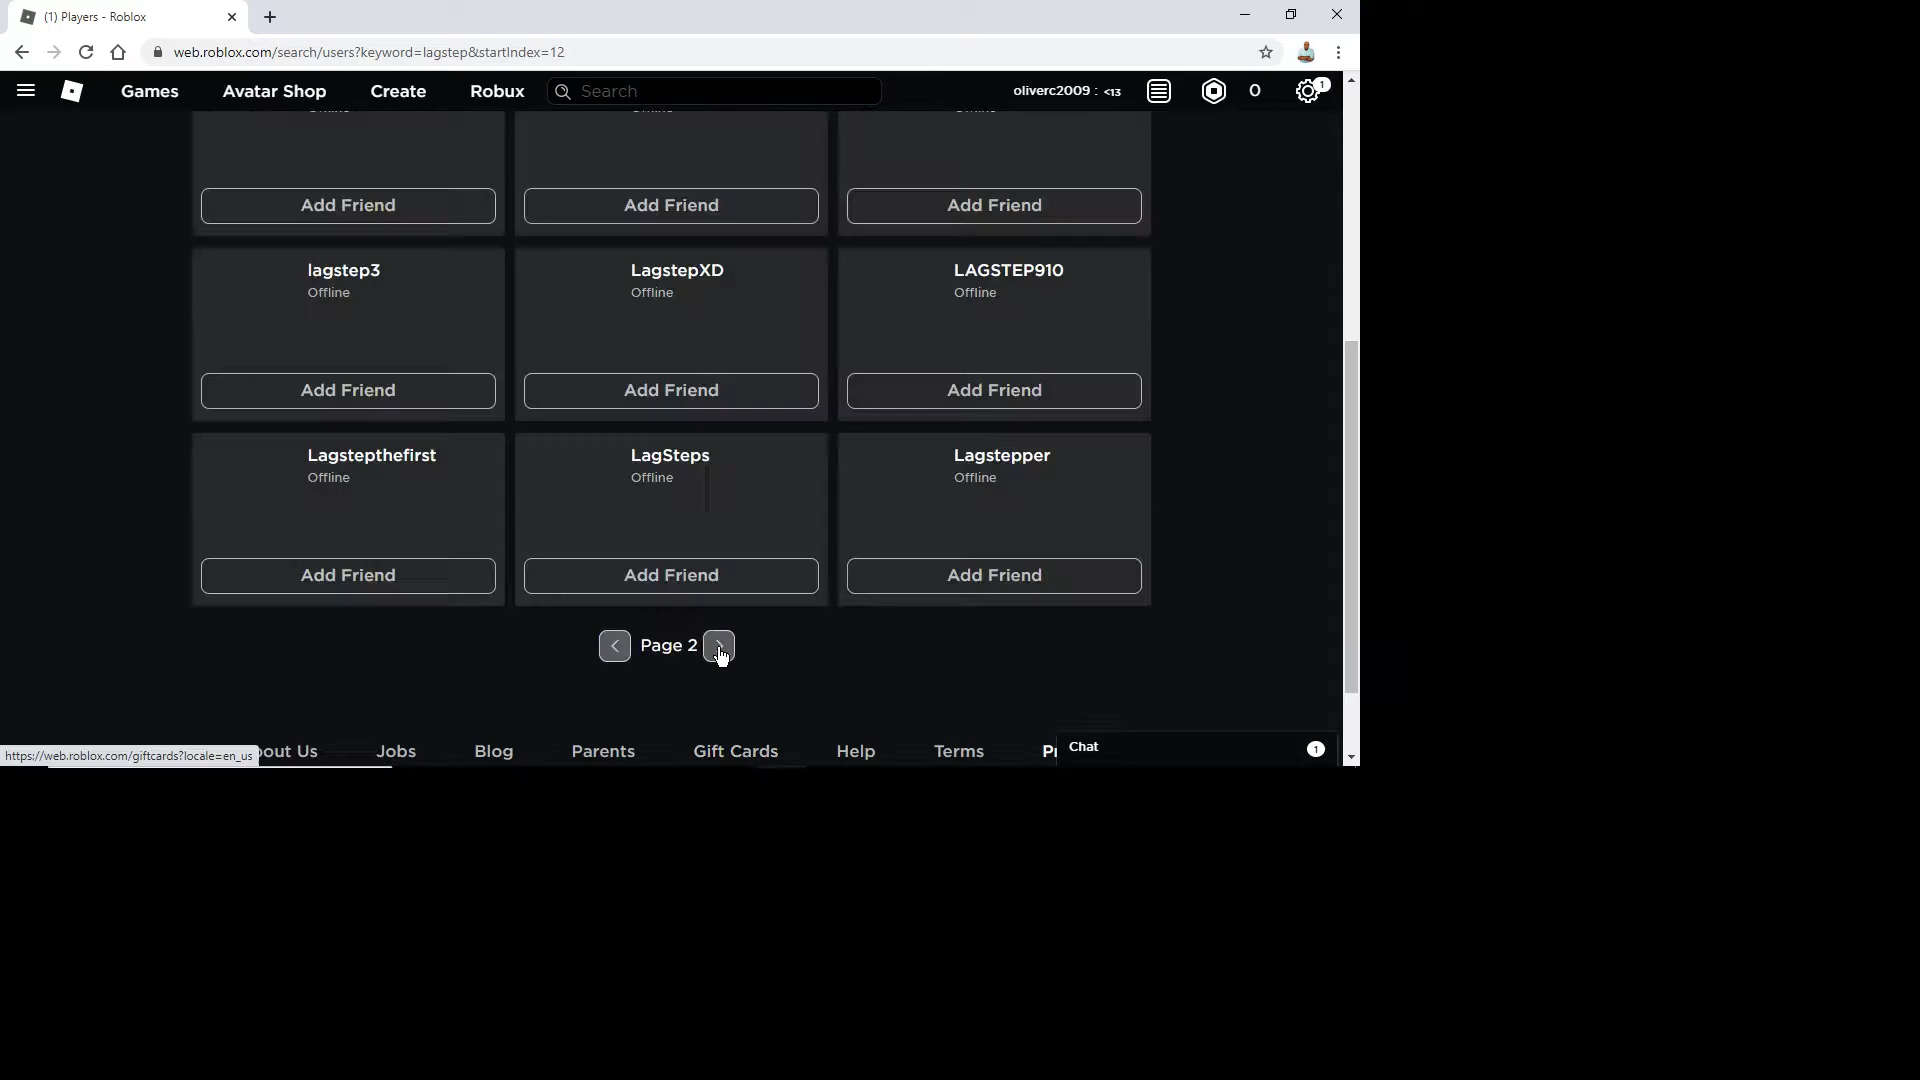 (1) Players - Roblox
web.roblox.com/search/users?keyword=lagstep&startIndex=12
Games Avatar Shop Create Robux Search oliverc2009 : <13 0 1
Add Friend Add Friend Add Friend
lagstep3 LagstepXD LAGSTEP910
Offline Offline Offline
Add Friend Add Friend Add Friend
Lagstepthefirst LagSteps Lagstepper
Offline Offline Offline
Add Friend Add Friend Add Friend
Page 2
Jobs Blog Parents Gift Cards Help Terms Chat 1
https://web.roblox.com/giftcards?locale=en_us